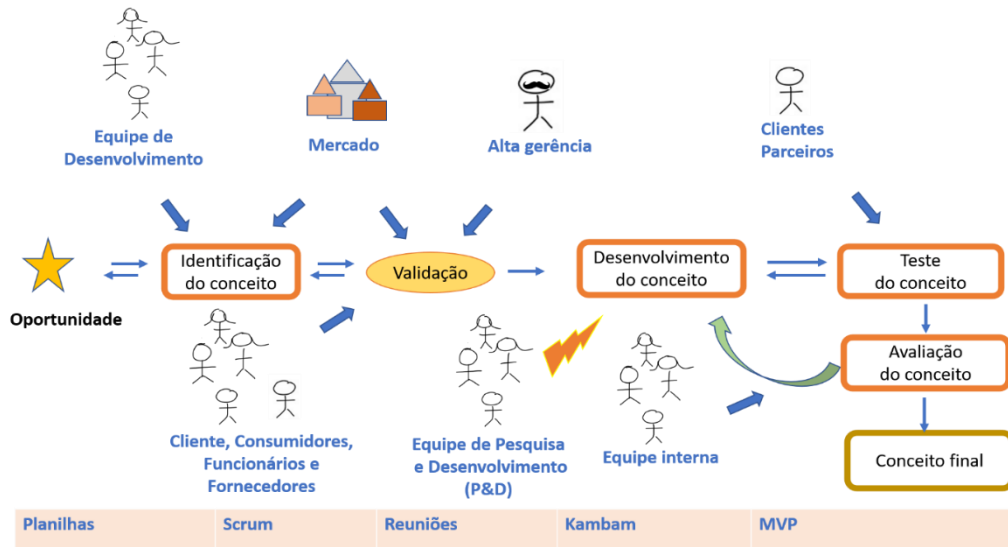 Equipe de
Desenvolvimento
Mercado
Alta gerência
Clientes
Parceiros
Oportunidade
Identificação
do conceito
Validação
Desenvolvimento
do conceito
Teste
do conceito
Avaliação
do conceito
Conceito final
Cliente, Consumidores,
Funcionários e
Fornecedores
Equipe de Pesquisa
e Desenvolvimento
(P&D)
Equipe interna
Planilhas
Scrum
Reuniões
Kambam
MVP